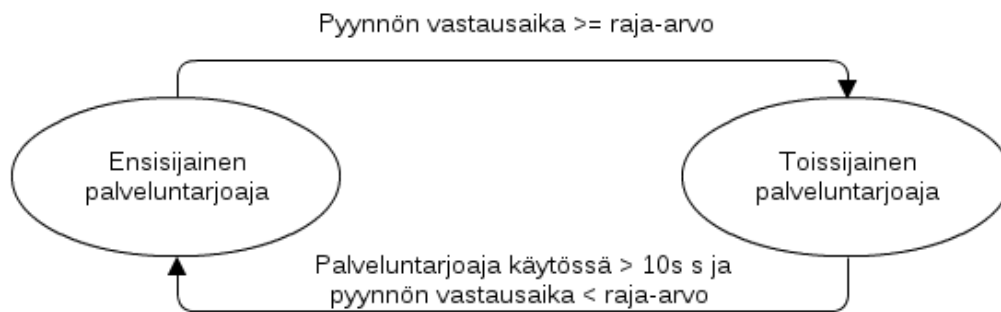 Pyynnön vastausaika >= raja-arvo
Ensisijainen
palveluntarjoaja
Toissijainen
palveluntarjoaja
Palveluntarjoaja käytössä > 10s s ja
pyynnön vastausaika < raja-arvo